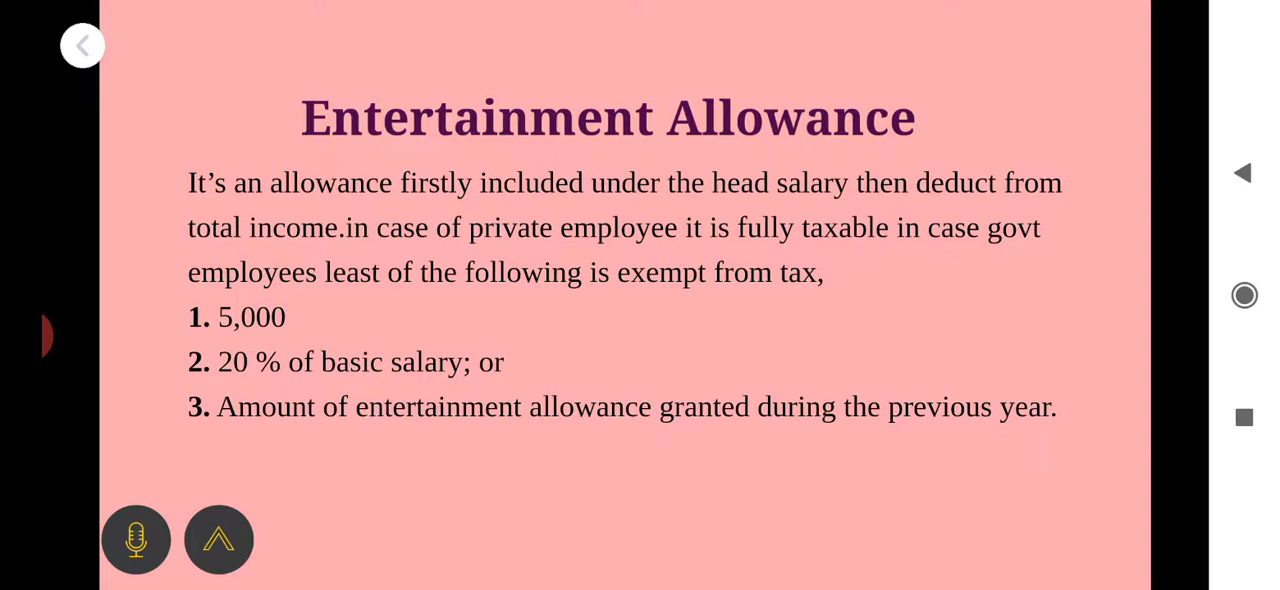 Entertainment Allowance
It’s an allowance firstly included under the head salary then deduct from
total income.in case of private employee it is fully taxable in case govt
employees least of the following is exempt from tax,
1. 5,000
2. 20 % of basic salary; or
3. Amount of entertainment allowance granted during the previous year.